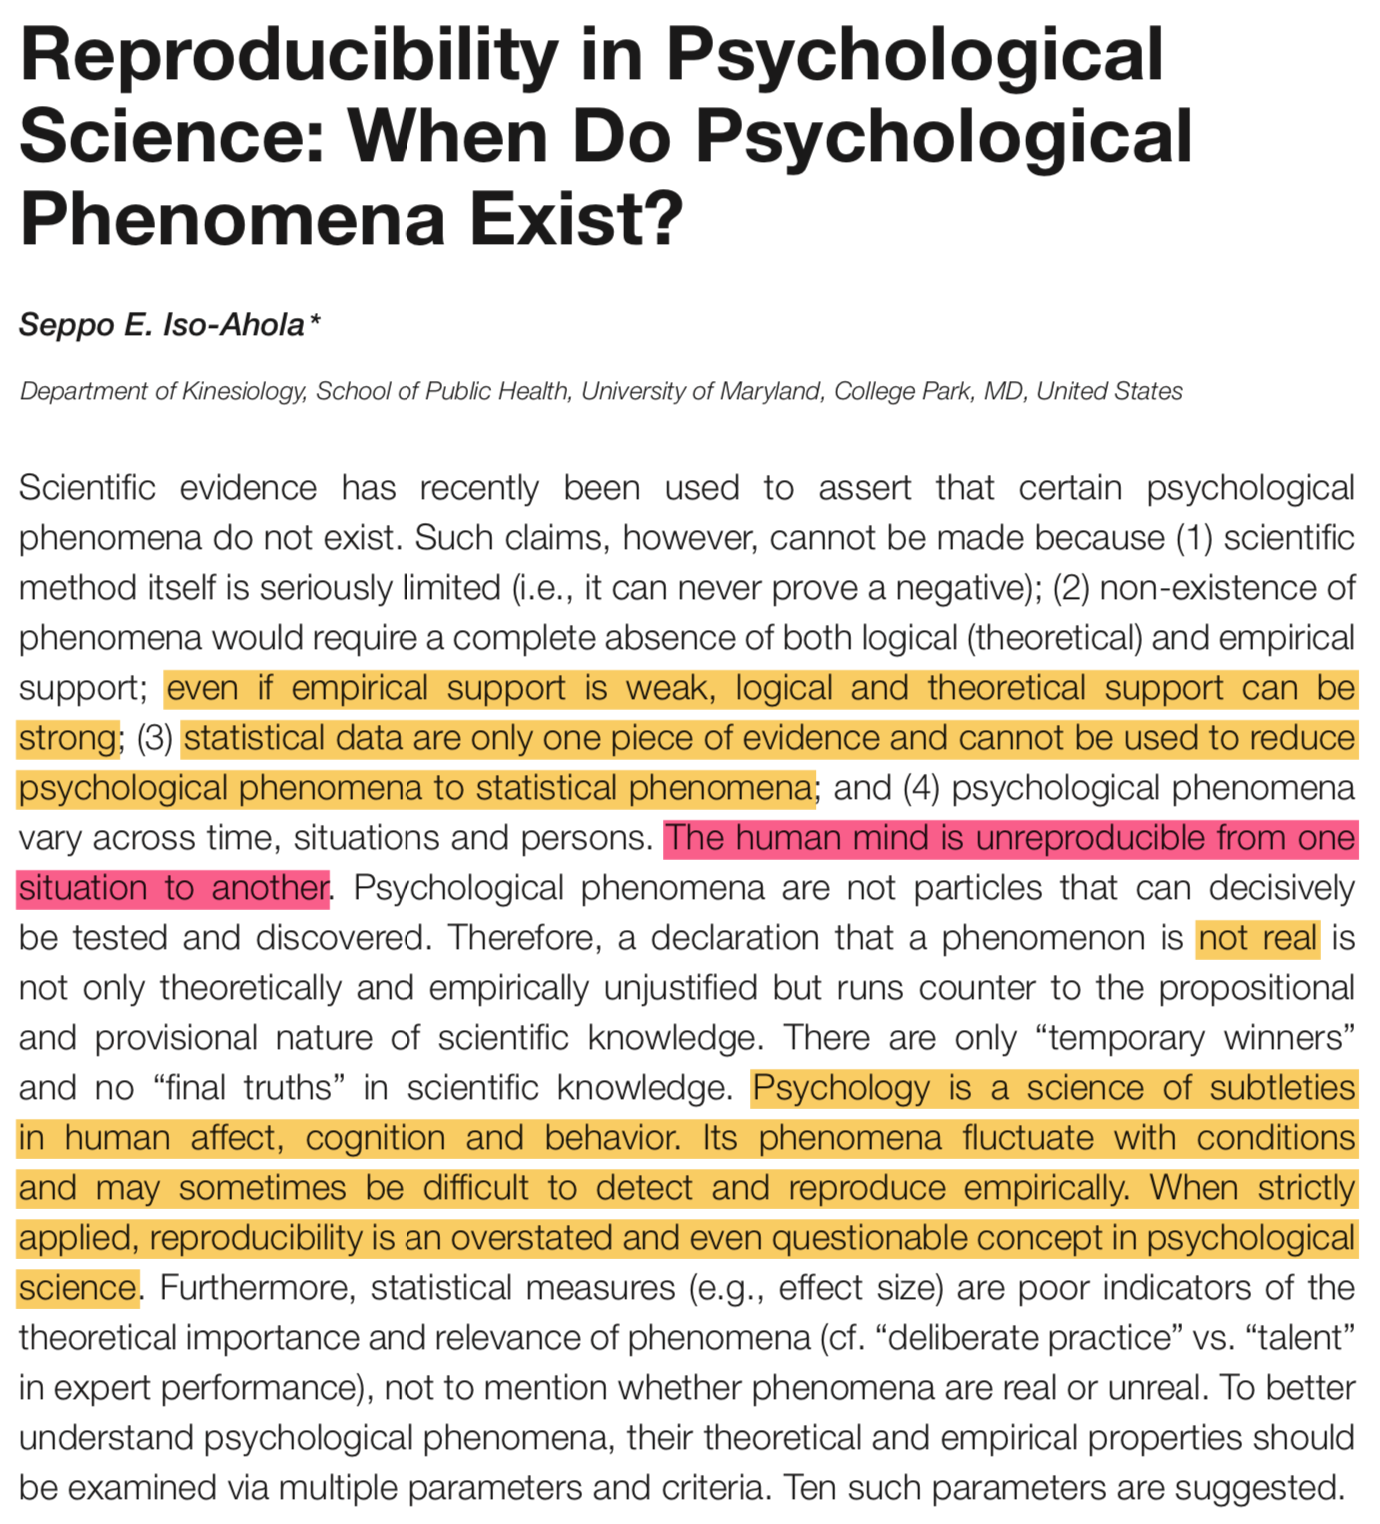 Reproducibility in Psychological
Science: When Do Psychological
Phenomena Exist?
Seppo E. Iso-Ahola*
Department of Kinesiology, School of Public Health, University of Maryland, College Park, MD, United States
Scientific evidence has recently been used to assert that certain psychological
phenomena do not exist. Such claims, however, cannot be made because (1) scientific
method itself is seriously limited (i.e., it can never prove a negative); (2) non-existence of
phenomena would require a complete absence of both logical (theoretical) and empirical
support; even if empirical support is weak, logical and theoretical support can be
strong; (3) statistical data are only one piece of evidence and cannot be used to reduce
psychological phenomena to statistical phenomena; and (4) psychological phenomena
vary across time, situations and persons. The human mind is unreproducible from one
situation to another. Psychological phenomena are not particles that can decisively
be tested and discovered. Therefore, a declaration that a phenomenon is not real is
not only theoretically and empirically unjustified but runs counter to the propositional
and provisional nature of scientific knowledge. There are only “temporary winners”
and no “final truths” in scientific knowledge. Psychology is a science of subtleties
in human affect, cognition and behavior. Its phenomena fluctuate with conditions
and may sometimes be difficult to detect and reproduce empirically. When strictly
applied, reproducibility is an overstated and even questionable concept in psychological
science. Furthermore, statistical measures (e.g., effect size) are poor indicators of the
theoretical importance and relevance of phenomena (cf. “deliberate practice” vs. “talent”
in expert performance), not to mention whether phenomena are real or unreal. To better
understand psychological phenomena, their theoretical and empirical properties should
be examined via multiple parameters and criteria. Ten such parameters are suggested.